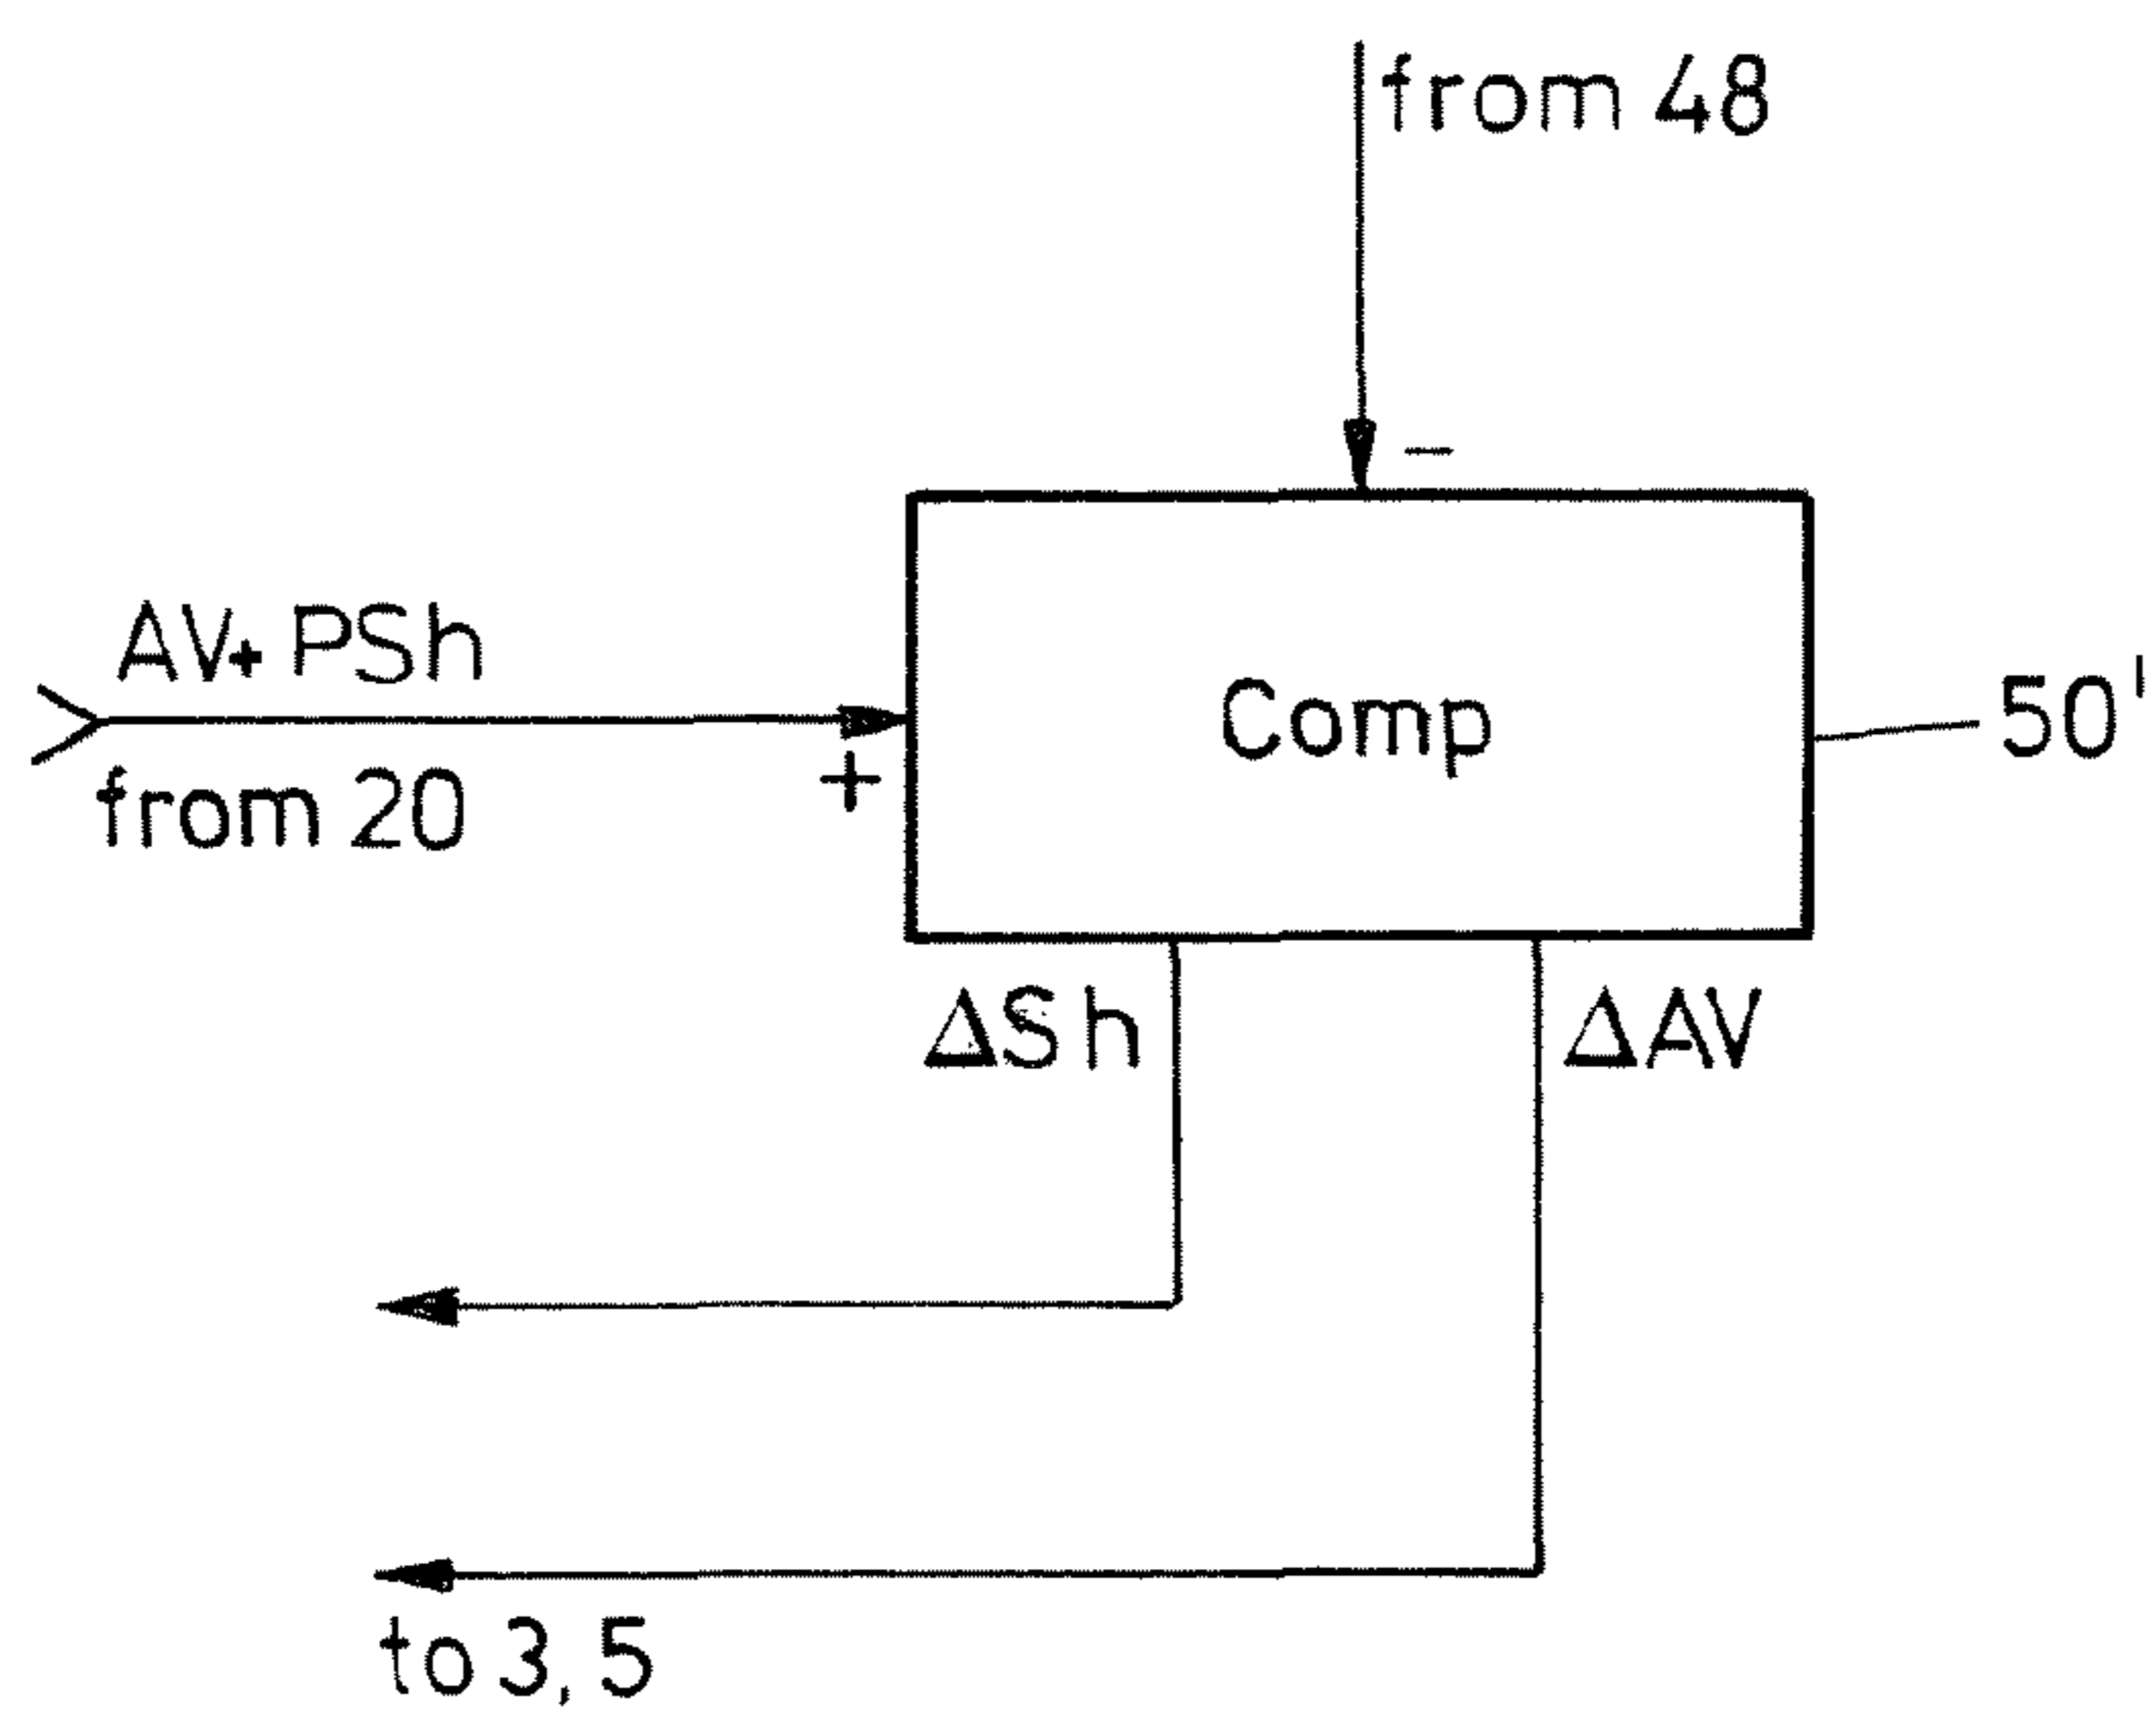 from 48
−
AV+ PSh
from 20
+
Comp
50'
ΔSh
ΔAV
to 3, 5